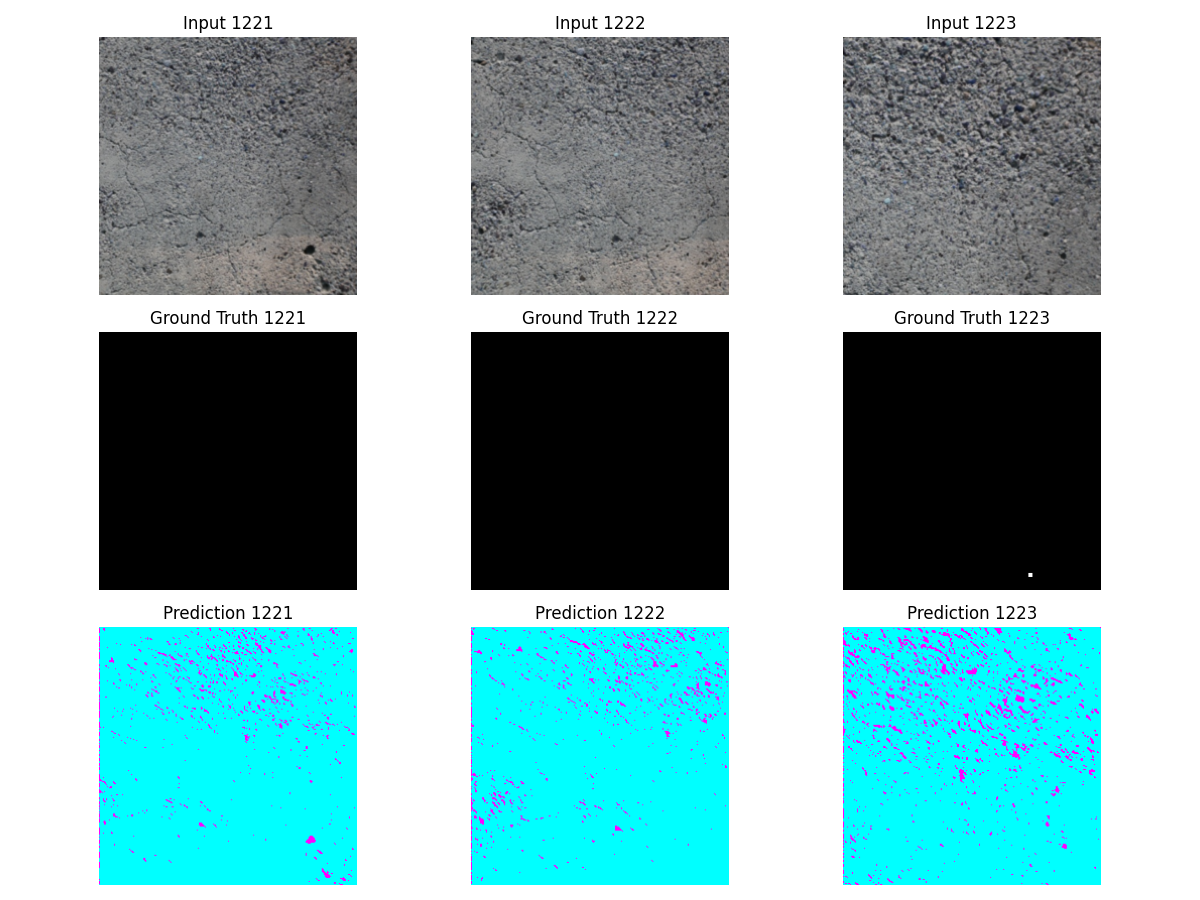 Input 1221
Input 1222
Input 1223
Ground Truth 1221
Ground Truth 1222
Ground Truth 1223
Prediction 1221
Prediction 1222
Prediction 1223